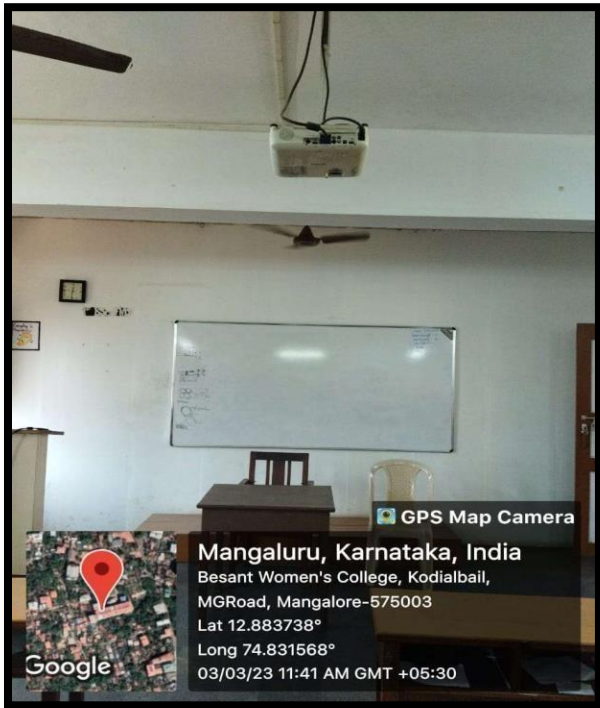 GPS Map Camera
Mangaluru, Karnataka, India
Besant Women's College, Kodialbail,
MGRoad, Mangalore-575003
Lat 12.883738°
Long 74.831568°
03/03/23 11:41 AM GMT +05:30
Google